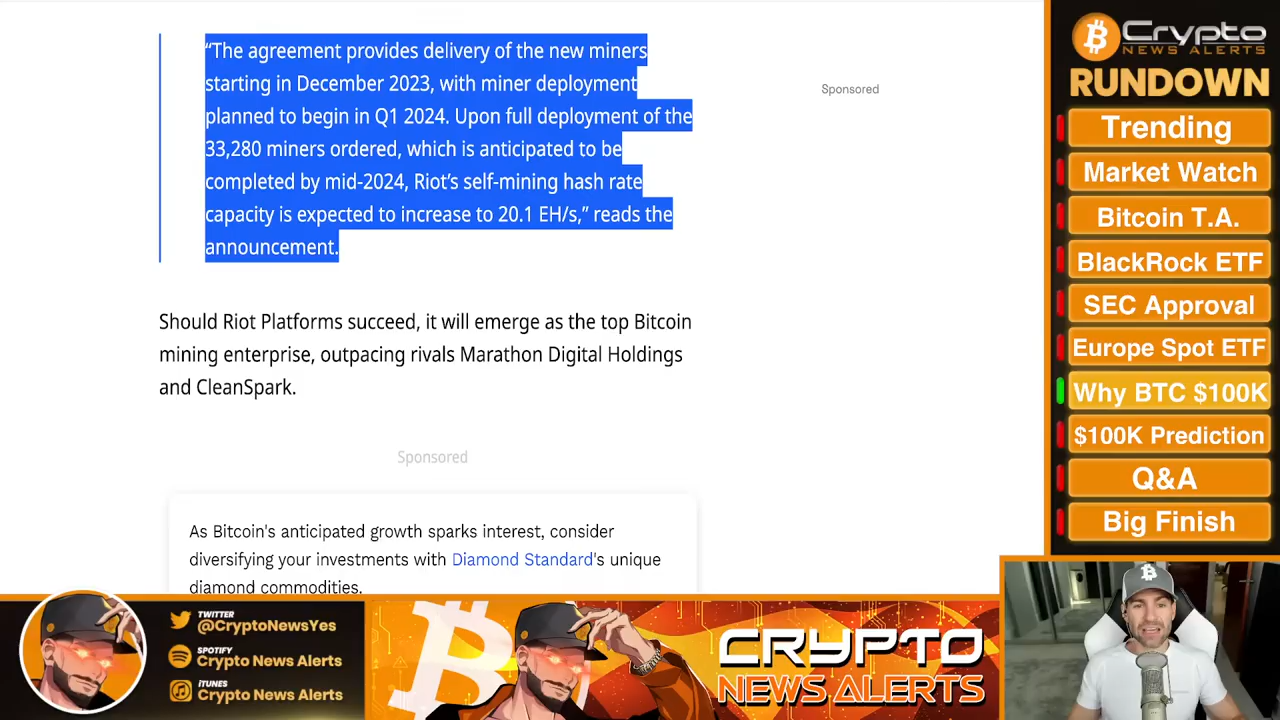 “The agreement provides delivery of the new miners
starting in December 2023, with miner deployment
planned to begin in Q1 2024. Upon full deployment of the
33,280 miners ordered, which is anticipated to be
completed by mid-2024, Riot’s self-mining hash rate
capacity is expected to increase to 20.1 EH/s,” reads the
announcement.
Sponsored
Should Riot Platforms succeed, it will emerge as the top Bitcoin
mining enterprise, outpacing rivals Marathon Digital Holdings
and CleanSpark.
Sponsored
As Bitcoin's anticipated growth sparks interest, consider
diversifying your investments with Diamond Standard's unique
diamond commodities.
Crypto
NEWS ALERTS
RUNDOWN
Trending
Market Watch
Bitcoin T.A.
BlackRock ETF
SEC Approval
Europe Spot ETF
Why BTC $100K
$100K Prediction
Q&A
Big Finish
TWITTER
@CryptoNewsYes
SPOTIFY
Crypto News Alerts
iTUNES
Crypto News Alerts
CRYPTO
NEWS ALERTS